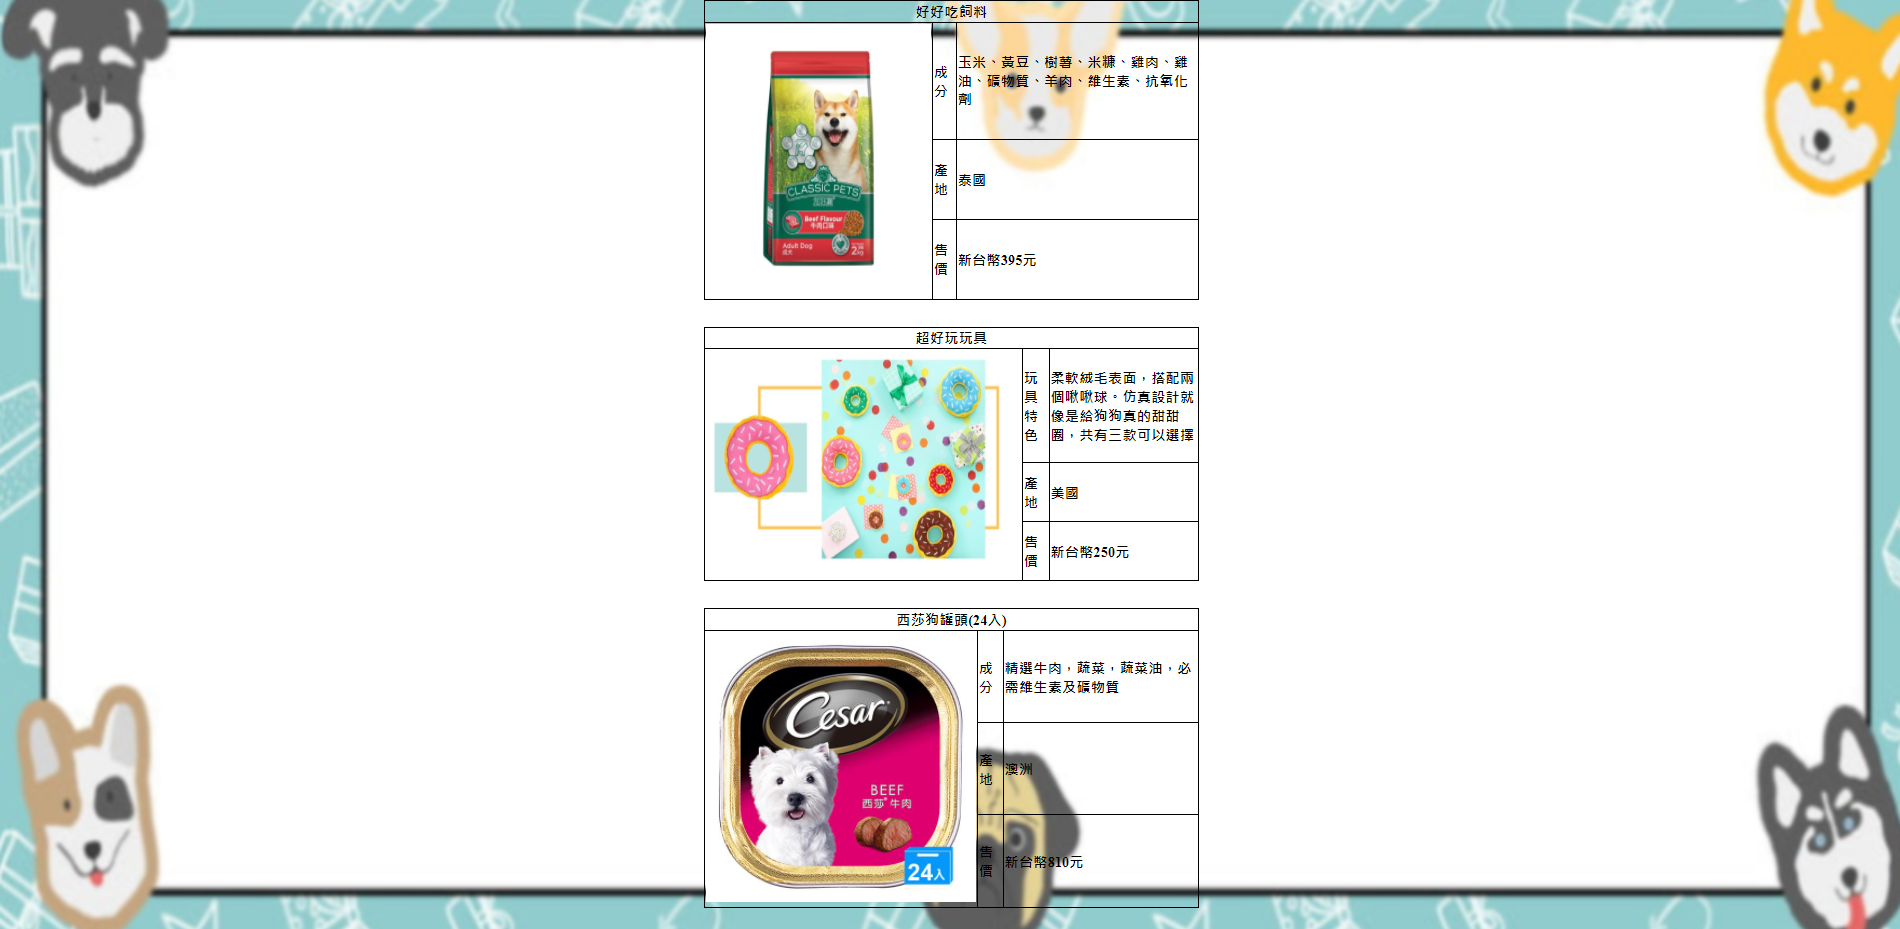 好好吃飼料
CLASSIC PETS
Beef Flavour
牛肉口味
Adult Dog
成犬
2kg
成分
玉米、黃豆、樹薯、米糠、雞肉、雞
油、礦物質、羊肉、維生素、抗氧化
劑
產地
泰國
售價
新台幣395元
超好玩玩具
玩具特色
柔軟絨毛表面，搭配兩
個啾啾球。仿真設計就
像是給狗狗真的甜甜
圈，共有三款可以選擇
產地
美國
售價
新台幣250元
西莎狗罐頭(24入)
Cesar
BEEF
西莎® 牛肉
24入
成分
精選牛肉，蔬菜，蔬菜油，必
需維生素及礦物質
產地
澳洲
售價
新台幣810元